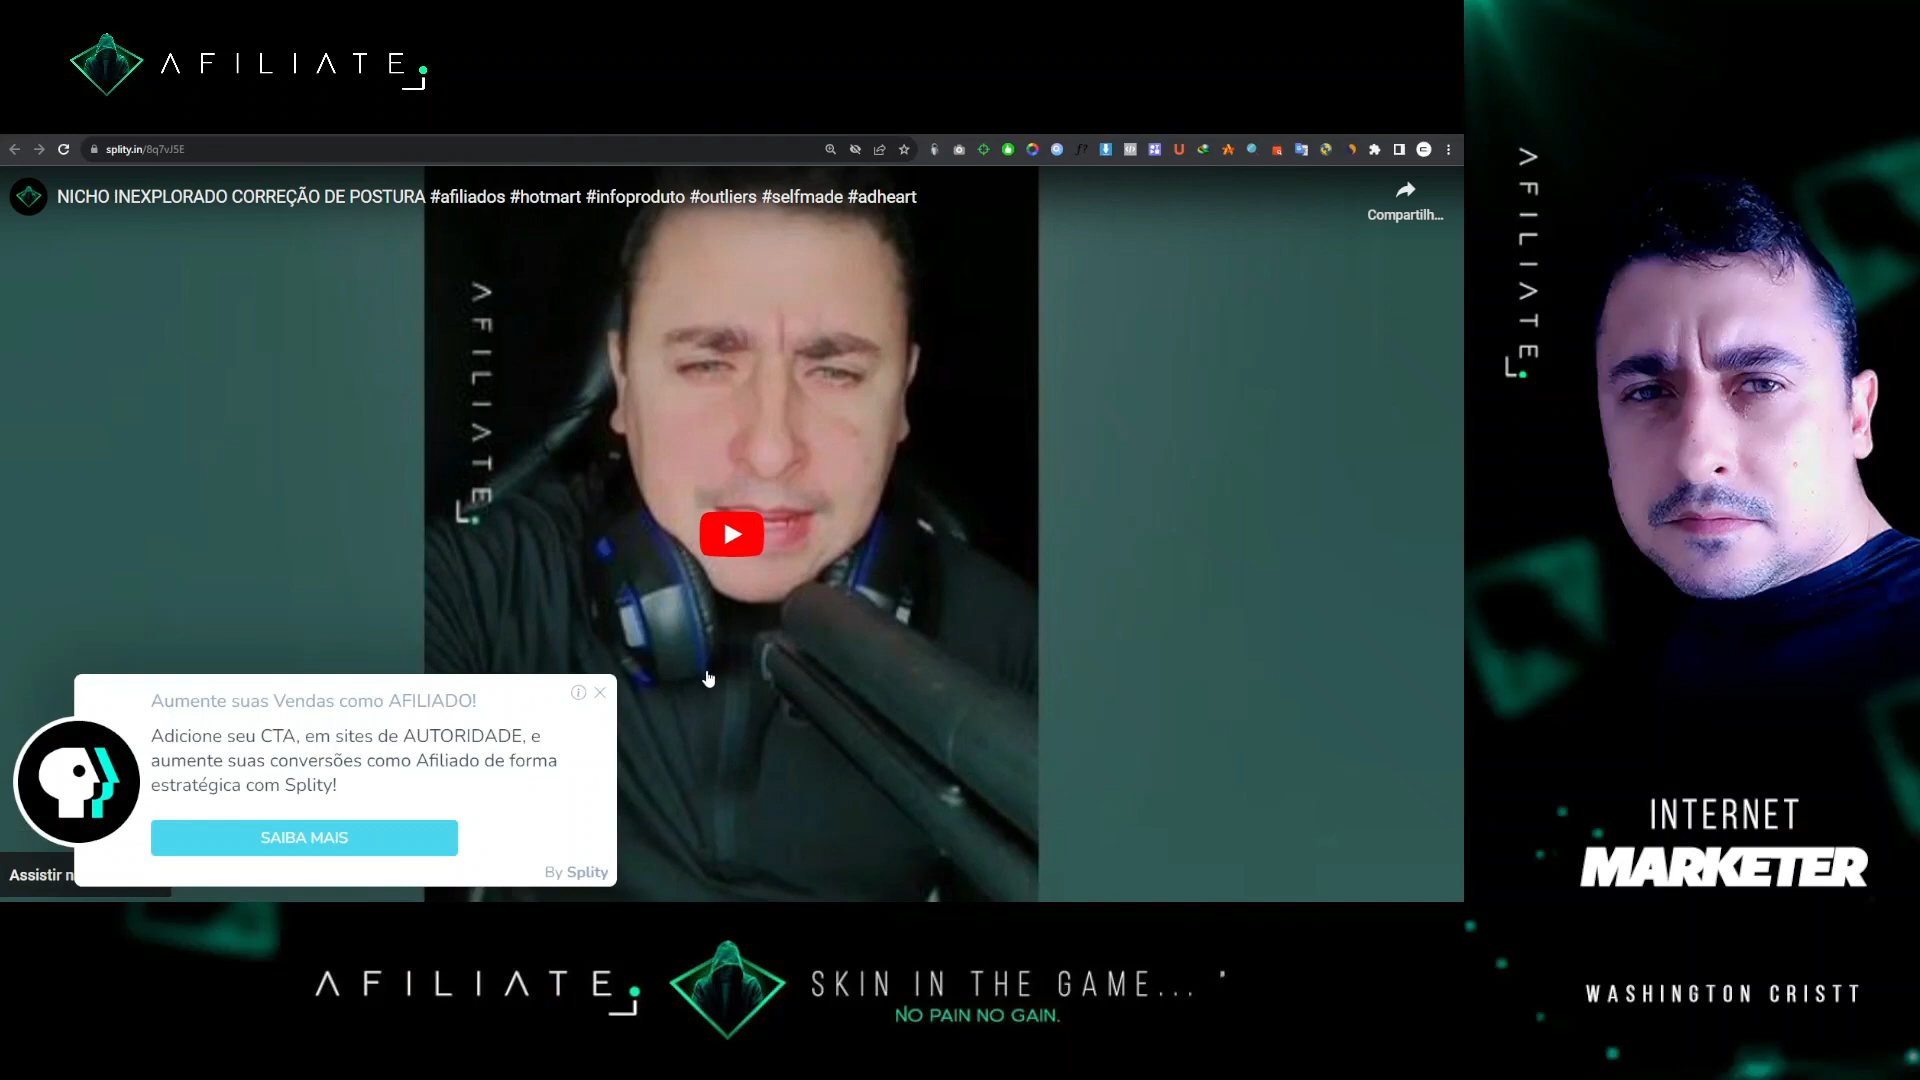 AFILIATE
splity.in/8q7vJ5E
NICHO INEXPLORADO CORREÇÃO DE POSTURA #afiliados #hotmart #infoproduto #outliers #selfmade #adheart
Compartilh...
AFILIATE
AFILIATE
Aumente suas Vendas como AFILIADO!
Adicione seu CTA, em sites de AUTORIDADE, e
aumente suas conversões como Afiliado de forma
estratégica com Splity!
SAIBA MAIS
By Splity
Assistir n
INTERNET
MARKETER
AFILIATE
SKIN IN THE GAME... "
NO PAIN NO GAIN.
WASHINGTON CRISTT